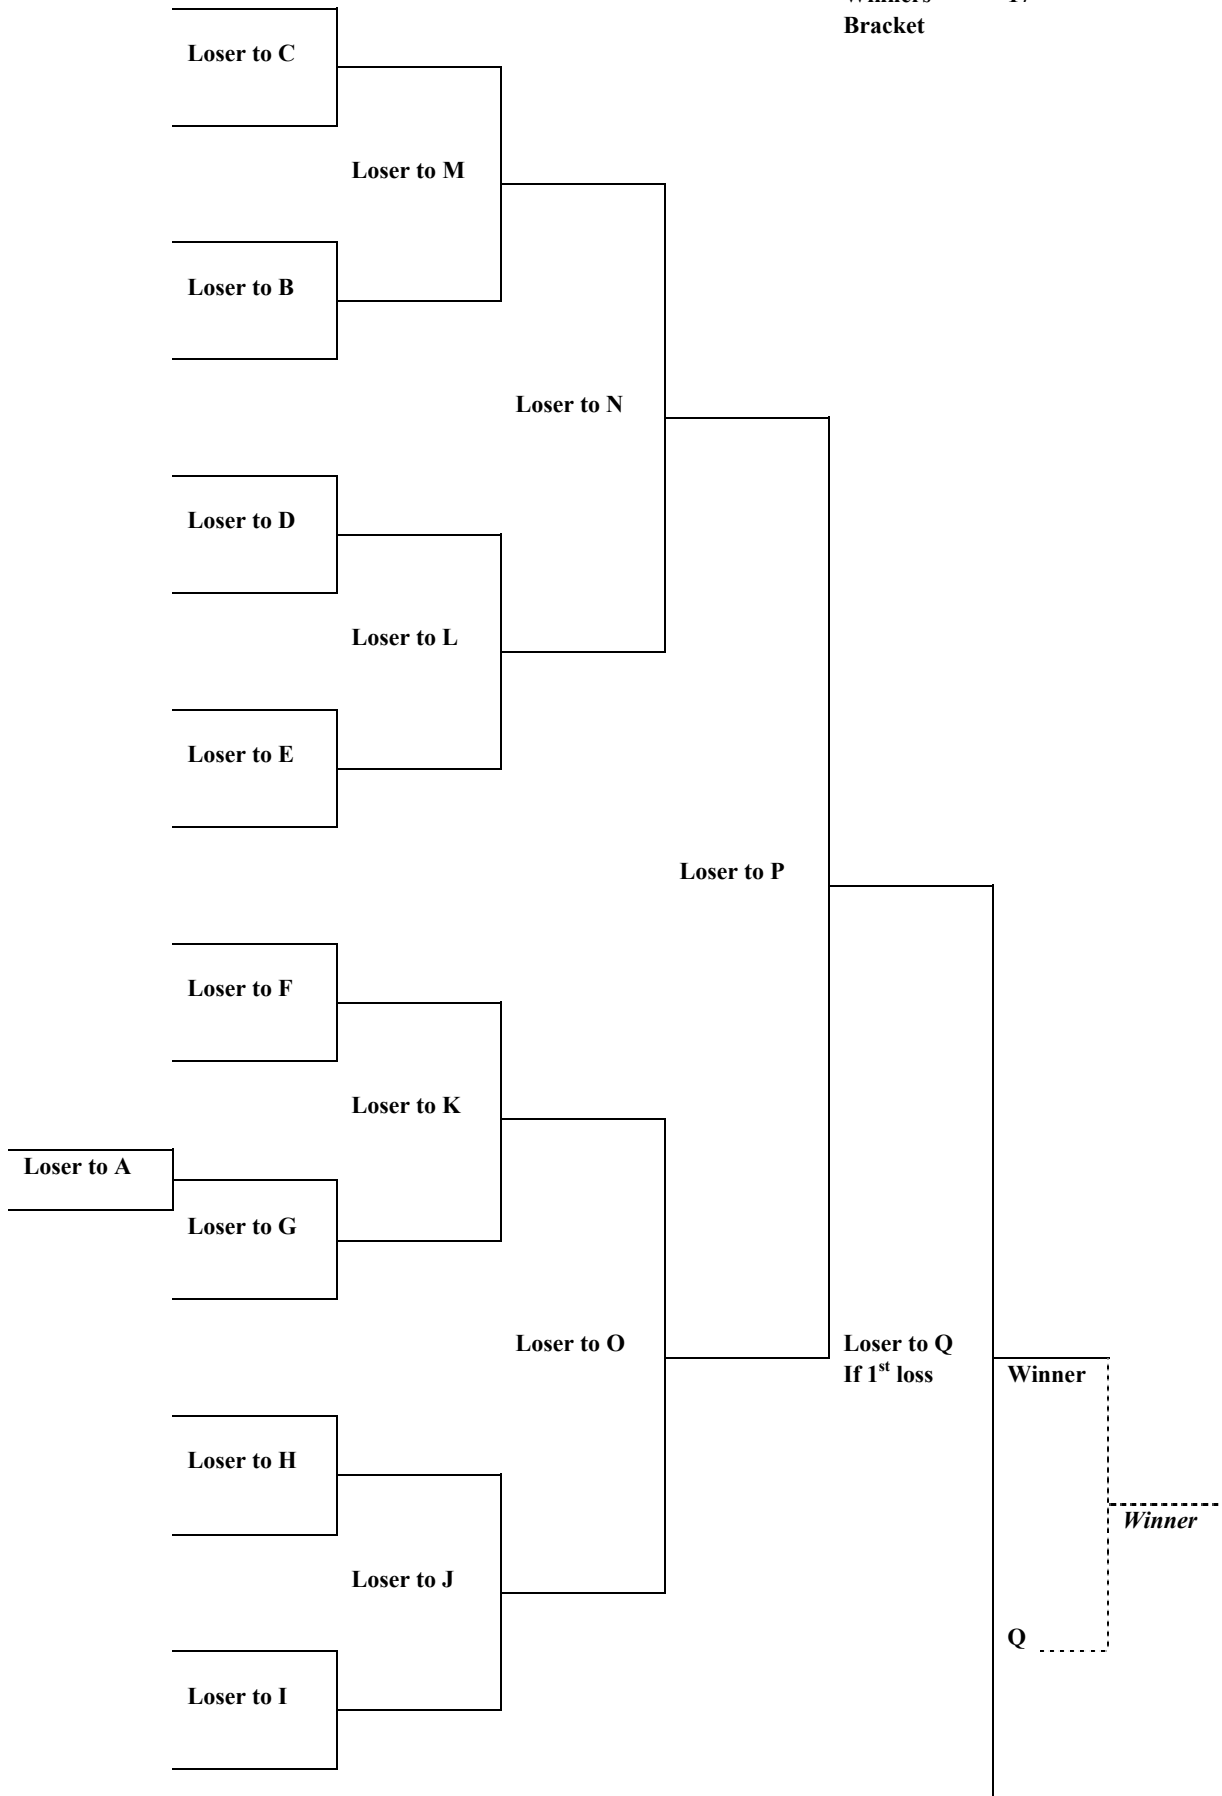 Bracket
Loser to C
Loser to M
Loser to B
Loser to N
Loser to D
Loser to L
Loser to E
Loser to P
Loser to F
Loser to K
Loser to A
Loser to G
Loser to O
Loser to Q
If 1st loss
Winner
Loser to H
Winner
Loser to J
Q
Loser to I